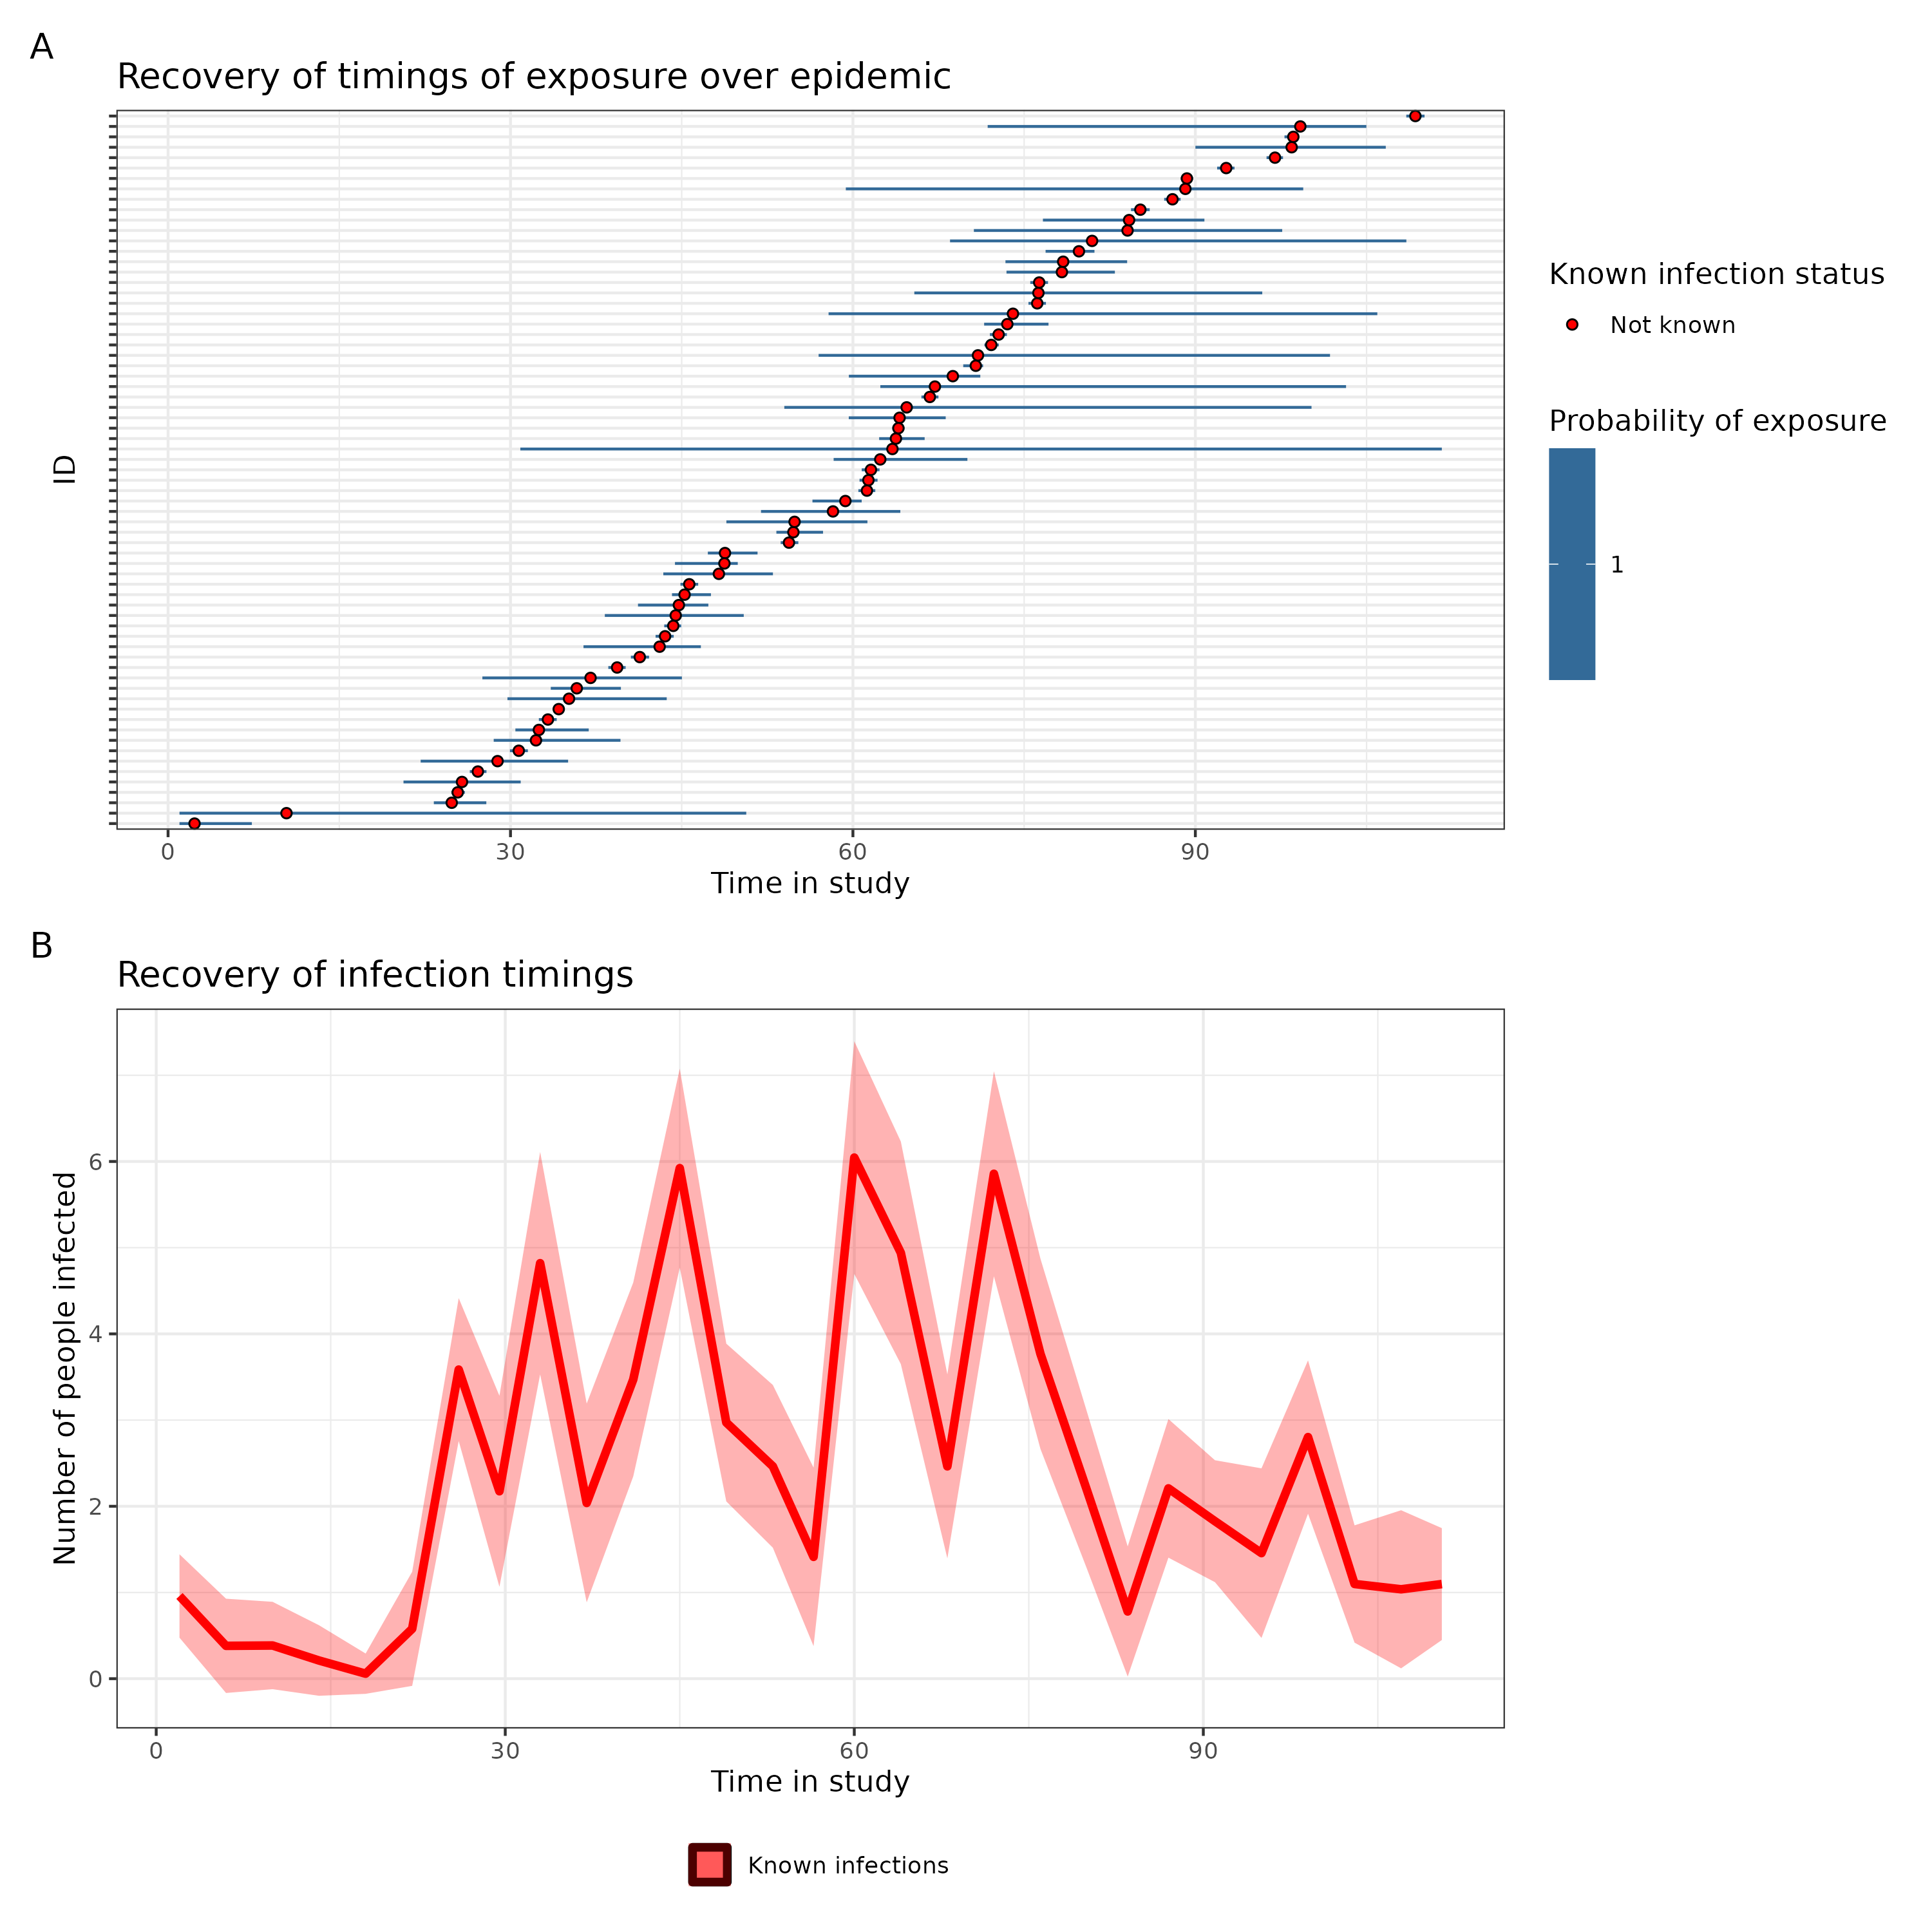 A
Recovery of timings of exposure over epidemic
ID
0 30 60 90
Time in study
Known infection status
Not known
Probability of exposure
1
B
Recovery of infection timings
Number of people infected
6
4
2
0
0 30 60 90
Time in study
Known infections